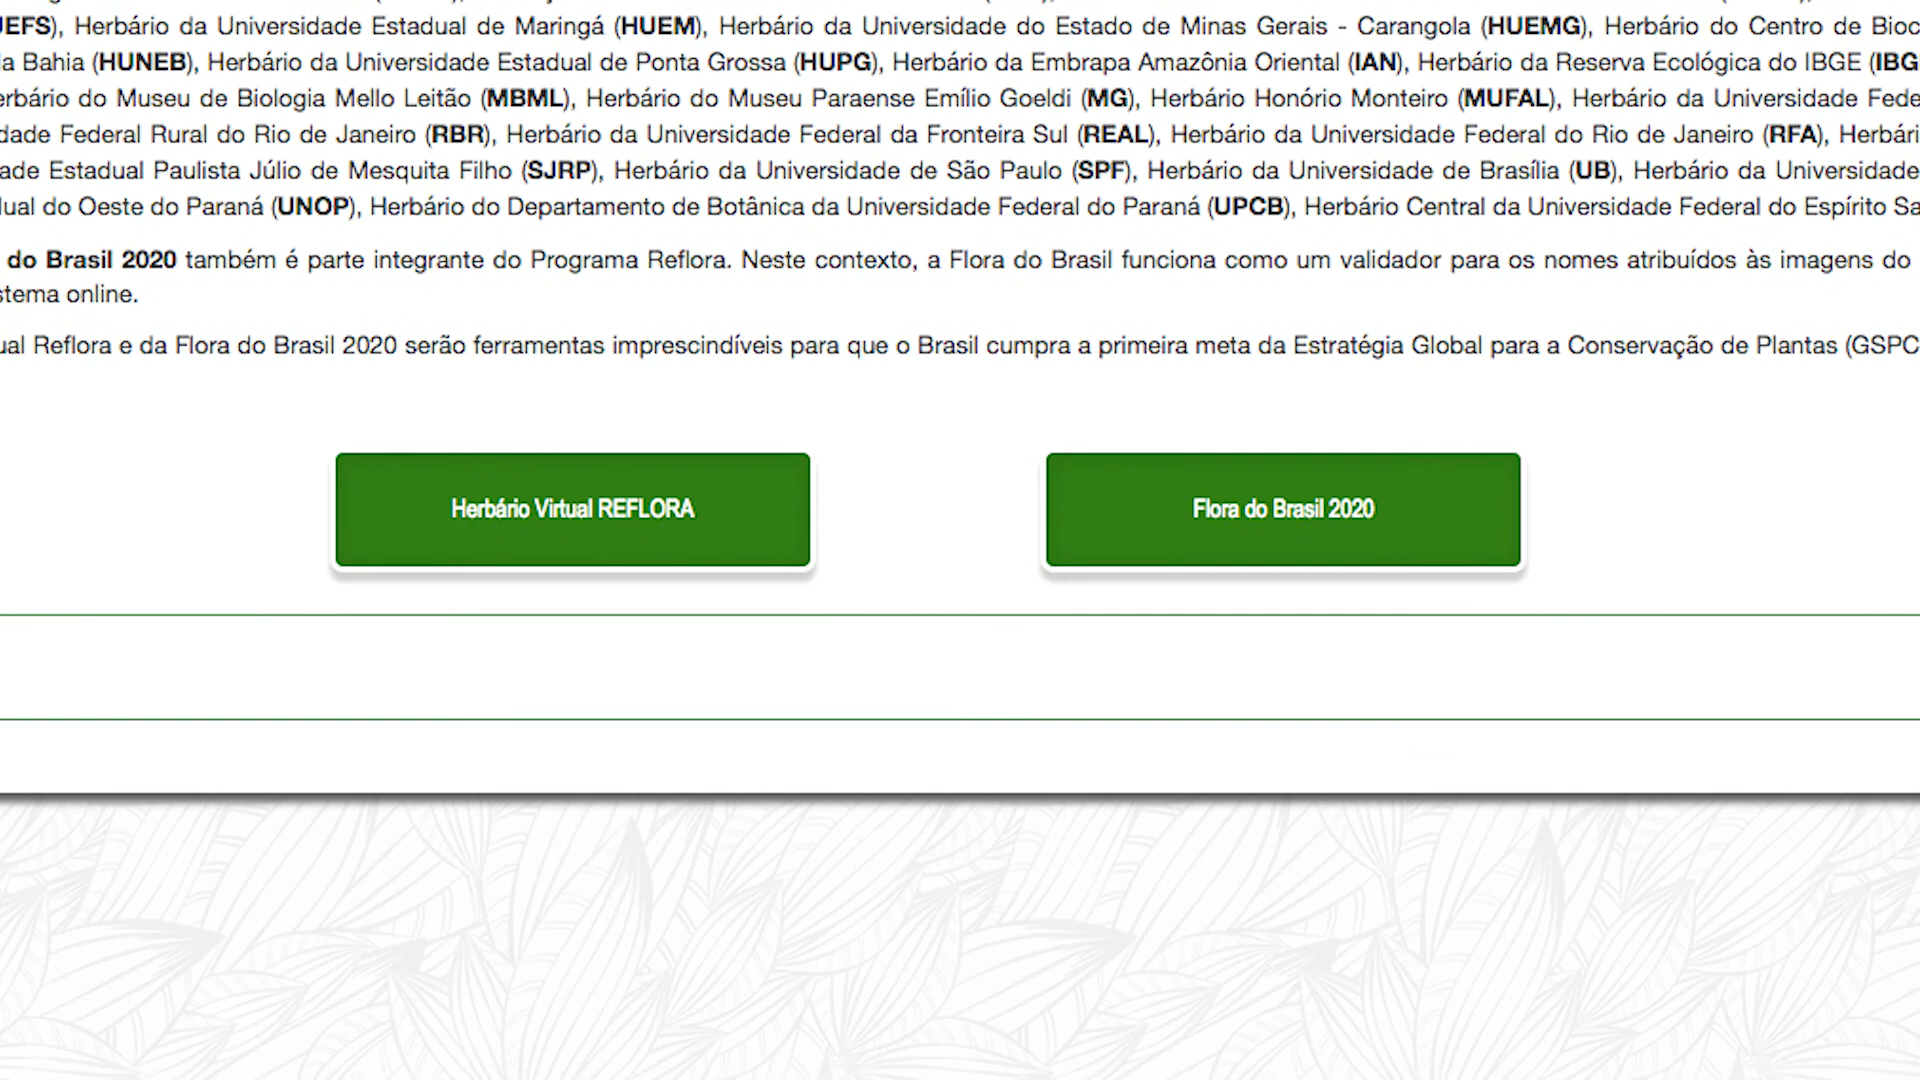 EFS), Herbário da Universidade Estadual de Maringá (HUEM), Herbário da Universidade do Estado de Minas Gerais - Carangola (HUEMG), Herbário do Centro de Bioc
la Bahia (HUNEB), Herbário da Universidade Estadual de Ponta Grossa (HUPG), Herbário da Embrapa Amazônia Oriental (IAN), Herbário da Reserva Ecológica do IBGE (IBG
erbário do Museu de Biologia Mello Leitão (MBML), Herbário do Museu Paraense Emílio Goeldi (MG), Herbário Honório Monteiro (MUFAL), Herbário da Universidade Fede
dade Federal Rural do Rio de Janeiro (RBR), Herbário da Universidade Federal da Fronteira Sul (REAL), Herbário da Universidade Federal do Rio de Janeiro (RFA), Herbári
ade Estadual Paulista Júlio de Mesquita Filho (SJRP), Herbário da Universidade de São Paulo (SPF), Herbário da Universidade de Brasília (UB), Herbário da Universidade
dual do Oeste do Paraná (UNOP), Herbário do Departamento de Botânica da Universidade Federal do Paraná (UPCB), Herbário Central da Universidade Federal do Espírito Sa
do Brasil 2020 também é parte integrante do Programa Reflora. Neste contexto, a Flora do Brasil funciona como um validador para os nomes atribuídos às imagens do
stema online.
ual Reflora e da Flora do Brasil 2020 serão ferramentas imprescindíveis para que o Brasil cumpra a primeira meta da Estratégia Global para a Conservação de Plantas (GSPC
Herbário Virtual REFLORA
Flora do Brasil 2020